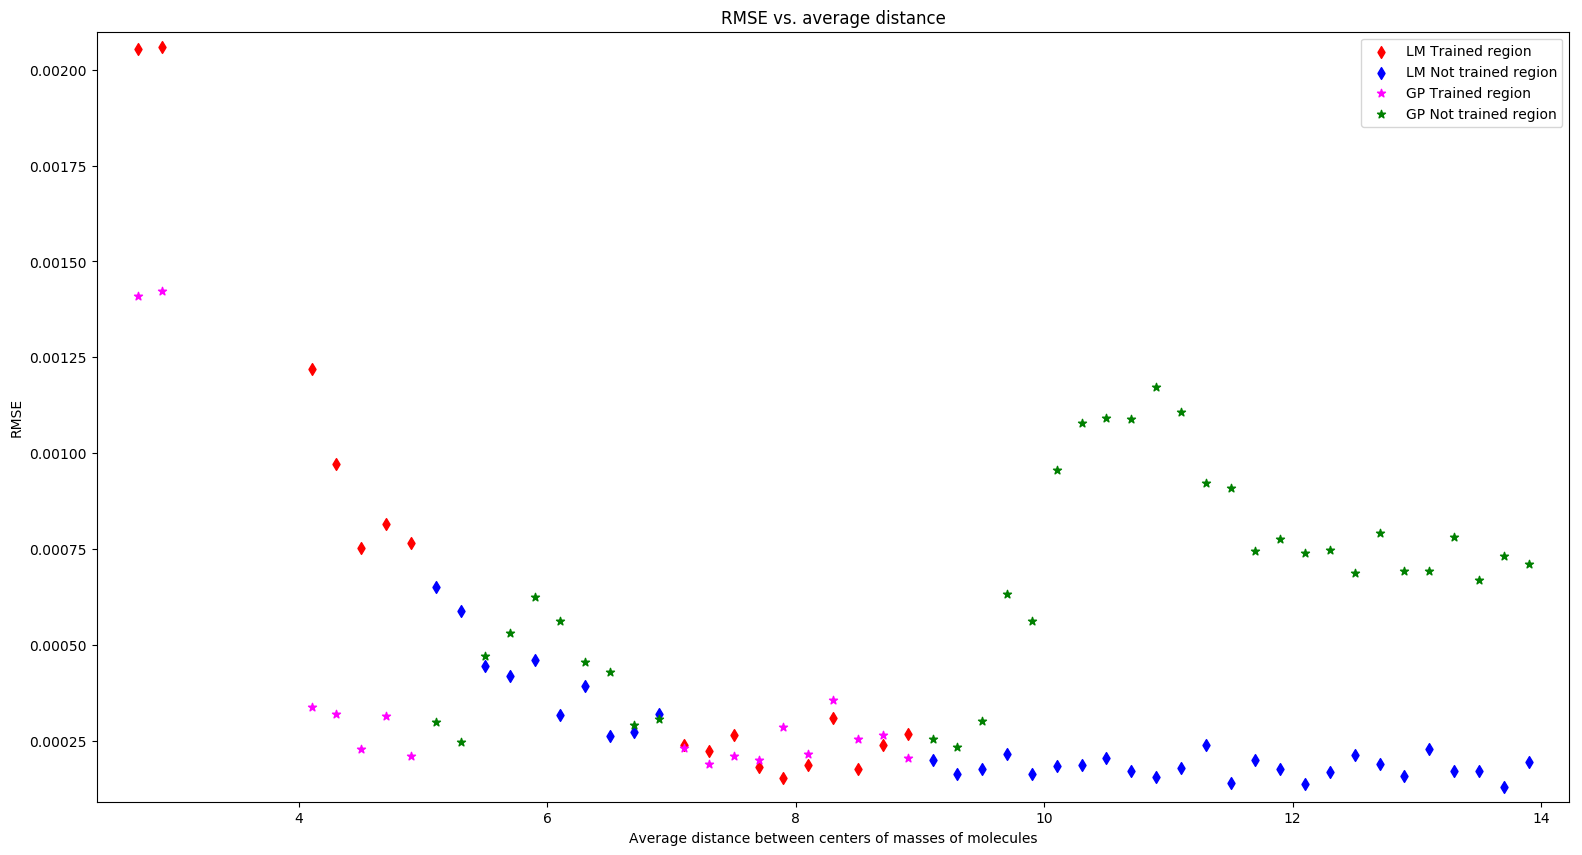 RMSE vs. average distance
LM Trained region
LM Not trained region
GP Trained region
GP Not trained region
0.00200
0.00175
0.00150
0.00125
0.00100
0.00075
0.00050
0.00025
RMSE
4 6 8 10 12 14
Average distance between centers of masses of molecules